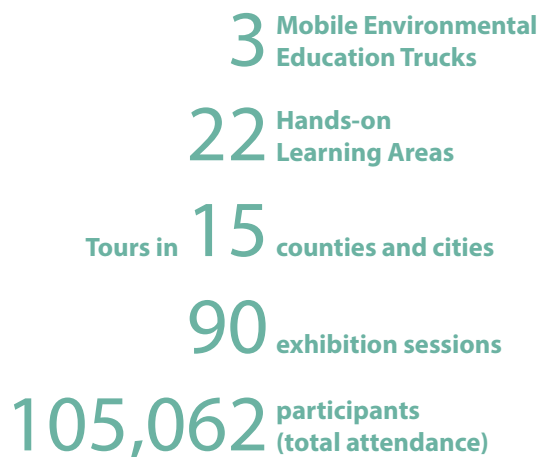 3 Mobile Environmental
Education Trucks
22 Hands-on
Learning Areas
Tours in 15 counties and cities
90 exhibition sessions
105,062 participants
(total attendance)